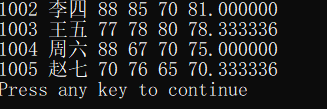 1002 李四 88 85 70 81.000000
1003 王五 77 78 80 78.333336
1004 周六 88 67 70 75.000000
1005 赵七 70 76 65 70.333336
Press any key to continue